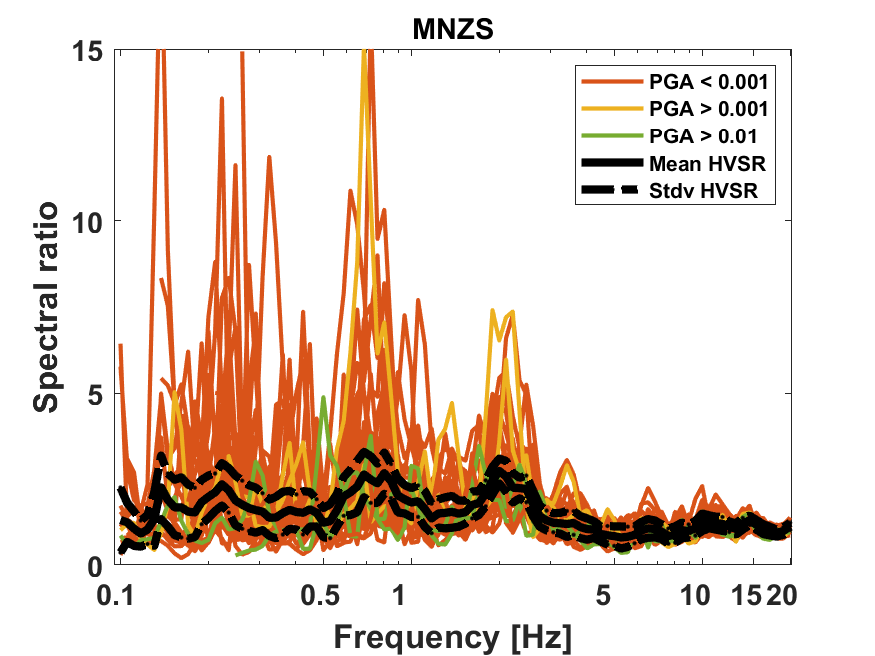 MNZS
15
10
5
0
Spectral ratio
PGA < 0.001
PGA > 0.001
PGA > 0.01
Mean HVSR
Stdv HVSR
0.1 0.5 1 5 10 15 20
Frequency [Hz]